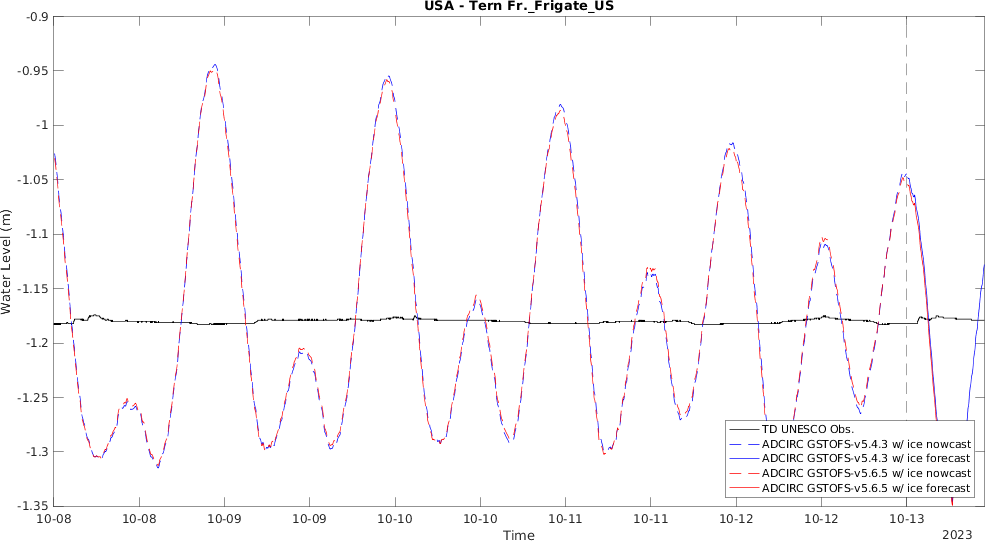 USA - Tern Fr._Frigate_US
-0.9
-0.95
-1
-1.05
-1.1
-1.15
-1.2
-1.25
-1.3
-1.35
Water Level (m)
TD UNESCO Obs.
ADCIRC GSTOFS-v5.4.3 w/ ice nowcast
ADCIRC GSTOFS-v5.4.3 w/ ice forecast
ADCIRC GSTOFS-v5.6.5 w/ ice nowcast
ADCIRC GSTOFS-v5.6.5 w/ ice forecast
10-08 10-08 10-09 10-09 10-10 10-10 10-11 10-11 10-12 10-12 10-13
Time
2023